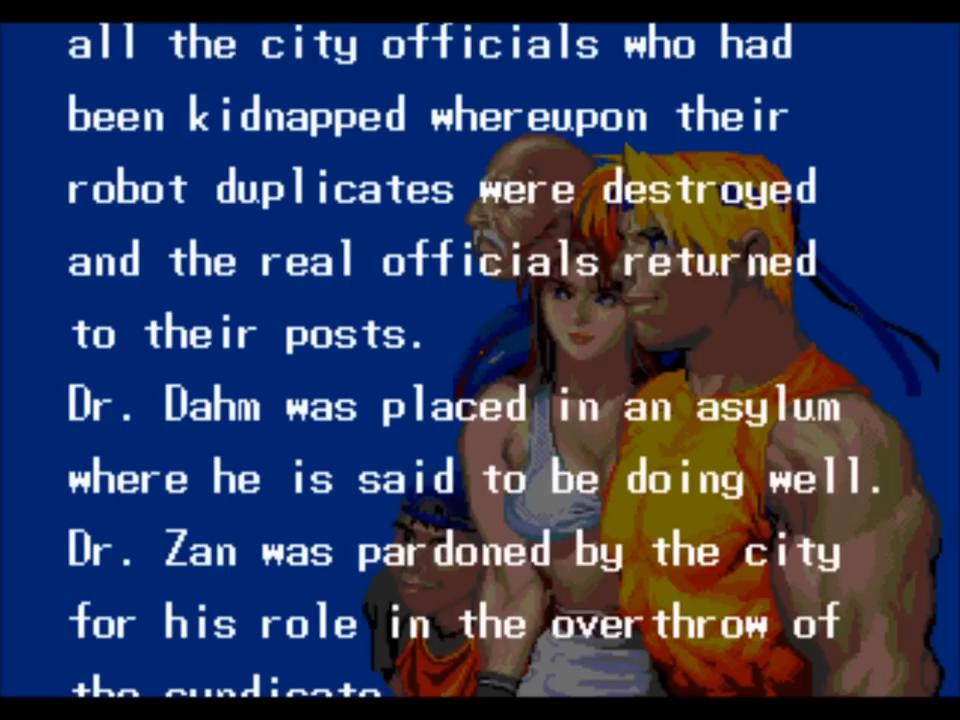 all the city officials who had
been kidnapped whereupon their
robot duplicates were destroyed
and the real officials returned
to their posts.
Dr. Dahm was placed in an asylum
where he is said to be doing well.
Dr. Zan was pardoned by the city
for his role in the overthrow of
the syndicate